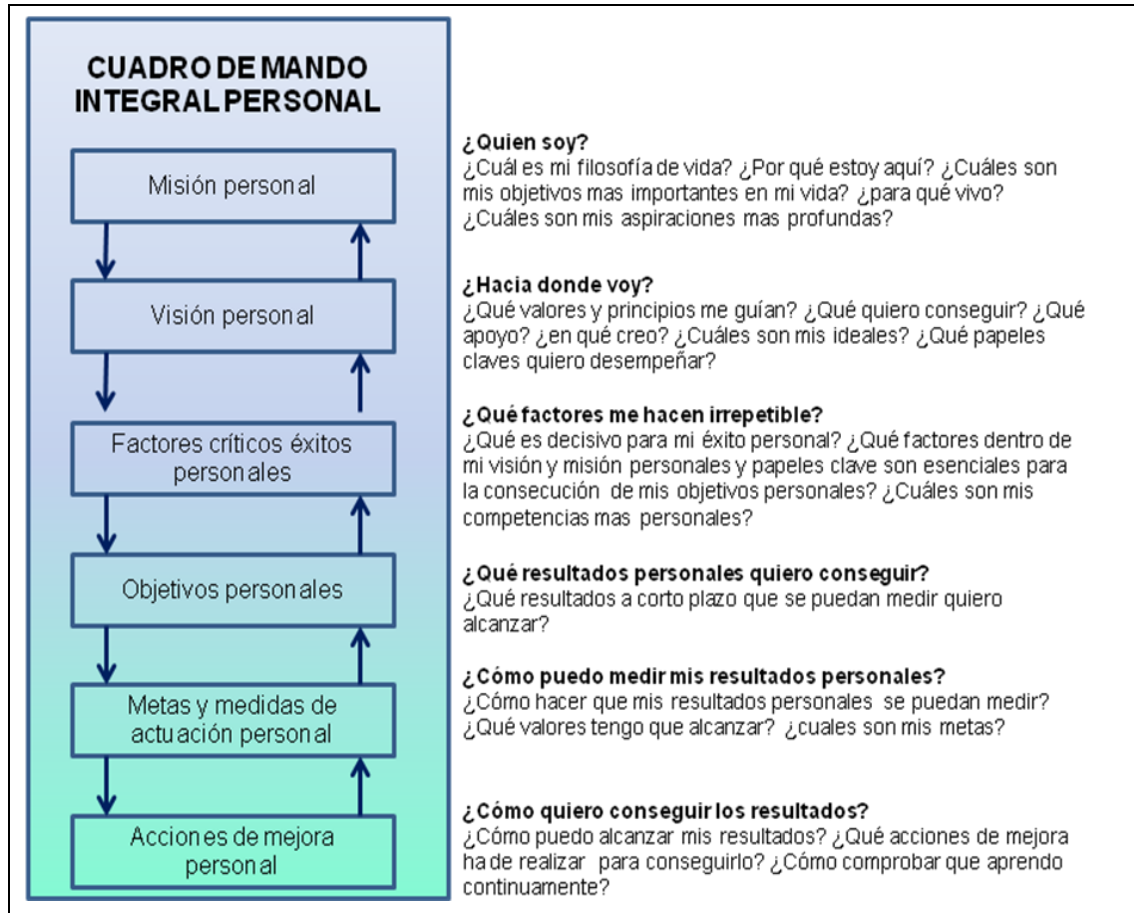 CUADRO DE MANDO
INTEGRAL PERSONAL
Misión personal
¿Quien soy?
¿Cuál es mi filosofía de vida? ¿Por qué estoy aquí? ¿Cuáles son
mis objetivos mas importantes en mi vida? ¿para qué vivo?
¿Cuáles son mis aspiraciones mas profundas?
Visión personal
¿Hacia donde voy?
¿Qué valores y principios me guían? ¿Qué quiero conseguir? ¿Qué
apoyo? ¿en qué creo? ¿Cuáles son mis ideales? ¿Qué papeles
claves quiero desempeñar?
Factores críticos éxitos
personales
¿Qué factores me hacen irrepetible?
¿Qué es decisivo para mi éxito personal? ¿Qué factores dentro de
mi visión y misión personales y papeles clave son esenciales para
la consecución de mis objetivos personales? ¿Cuáles son mis
competencias mas personales?
Objetivos personales
¿Qué resultados personales quiero conseguir?
¿Qué resultados a corto plazo que se puedan medir quiero
alcanzar?
Metas y medidas de
actuación personal
¿Cómo puedo medir mis resultados personales?
¿Cómo hacer que mis resultados personales se puedan medir?
¿Qué valores tengo que alcanzar? ¿cuales son mis metas?
Acciones de mejora
personal
¿Cómo quiero conseguir los resultados?
¿Cómo puedo alcanzar mis resultados? ¿Qué acciones de mejora
ha de realizar para conseguirlo? ¿Cómo comprobar que aprendo
continuamente?